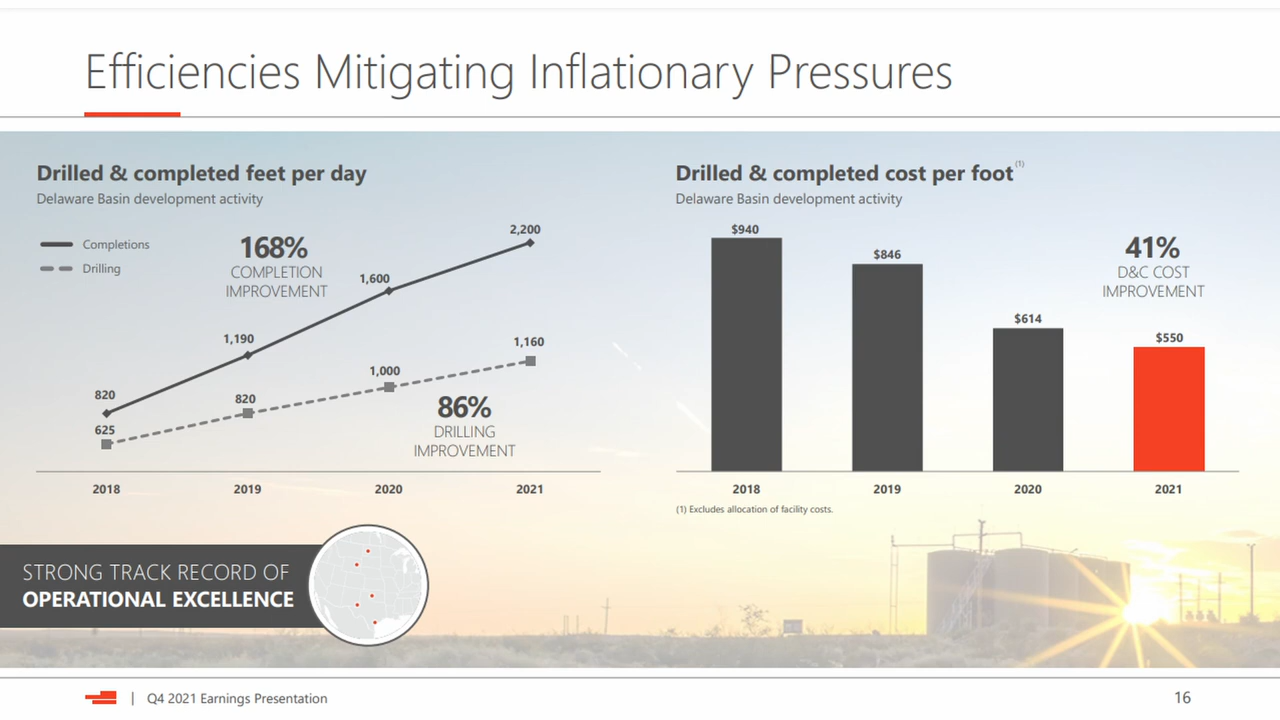 Efficiencies Mitigating Inflationary Pressures
Drilled & completed feet per day
Delaware Basin development activity
Completions
Drilling
168%
COMPLETION
IMPROVEMENT
2,200
1,600
1,190
820
1,160
1,000
820
625
86%
DRILLING
IMPROVEMENT
2018 2019 2020 2021
Drilled & completed cost per foot (1)
Delaware Basin development activity
$940
$846
$614
$550
41%
D&C COST
IMPROVEMENT
2018 2019 2020 2021
(1) Excludes allocation of facility costs.
STRONG TRACK RECORD OF
OPERATIONAL EXCELLENCE
| Q4 2021 Earnings Presentation
16